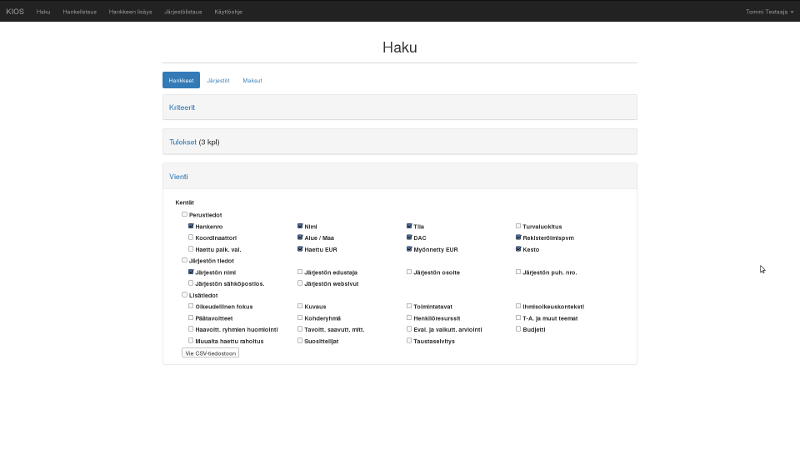 KIOS Haku Hankelistaus Hankkeen lisäys Järjestölistaus Käyttöohje Tommi Testaaja
Haku
Hankkeet Järjestöt Maksut
Kriteerit
Tulokset (3 kpl)
Vienti
Kentät
Perustiedot
Hankenro Nimi Tila Turvaluokitus
Koordinaattori Alue / Maa DAC Rekisteröimispvm
Haettu paik. val. Haettu EUR Myönnetty EUR Kesto
Järjestön tiedot
Järjestön nimi Järjestön edustaja Järjestön osoite Järjestön puh. nro.
Järjestön sähköpostios. Järjestön websivut
Lisätiedot
Oikeudellinen fokus Kuvaus Toimintatavat Ihmisoikeuskonteksti
Päätavoitteet Kohderyhmä Henkilöresurssit T-A. ja muut teemat
Haavoitt. ryhmien huomiointi Tavoitt. saavutt. mitt. Eval. ja vaikutt. arviointi Budjetti
Muualta haettu rahoitus Suosittelijat Taustaselvitys
Vie CSV-tiedostoon